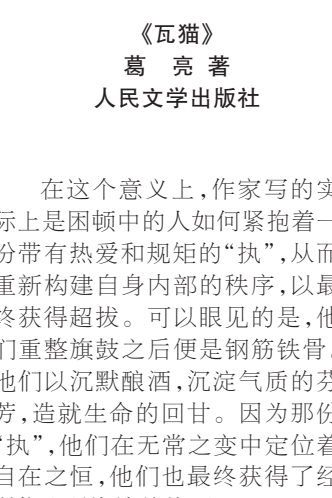 《瓦猫》
葛 亮 著
人民文学出版社
在这个意义上,作家写的实
际上是困顿中的人如何紧抱着一
份带有热爱和规矩的“执”,从而
重新构建自身内部的秩序,以最
终获得超拔。可以眼见的是,他
们重整旗鼓之后便是钢筋铁骨。
他们以沉默酿酒,沉淀气质的芬
芳,造就生命的回甘。因为那份
“执”,他们在无常之变中定位着
自在之恒,他们也最终获得了经